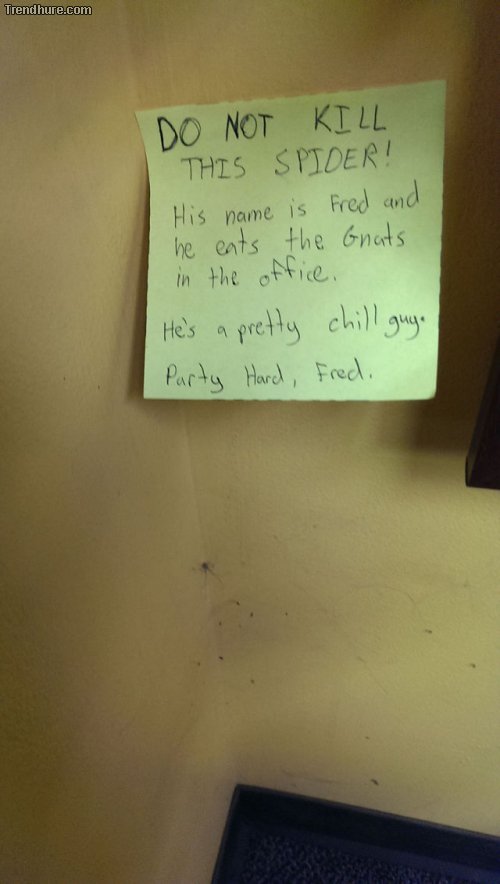 Trendhure.com
DO NOT KILL
THIS SPIDER!
His name is Fred and
he eats the Gnats
in the office.
He's a pretty chill guy.
Party Hard, Fred.